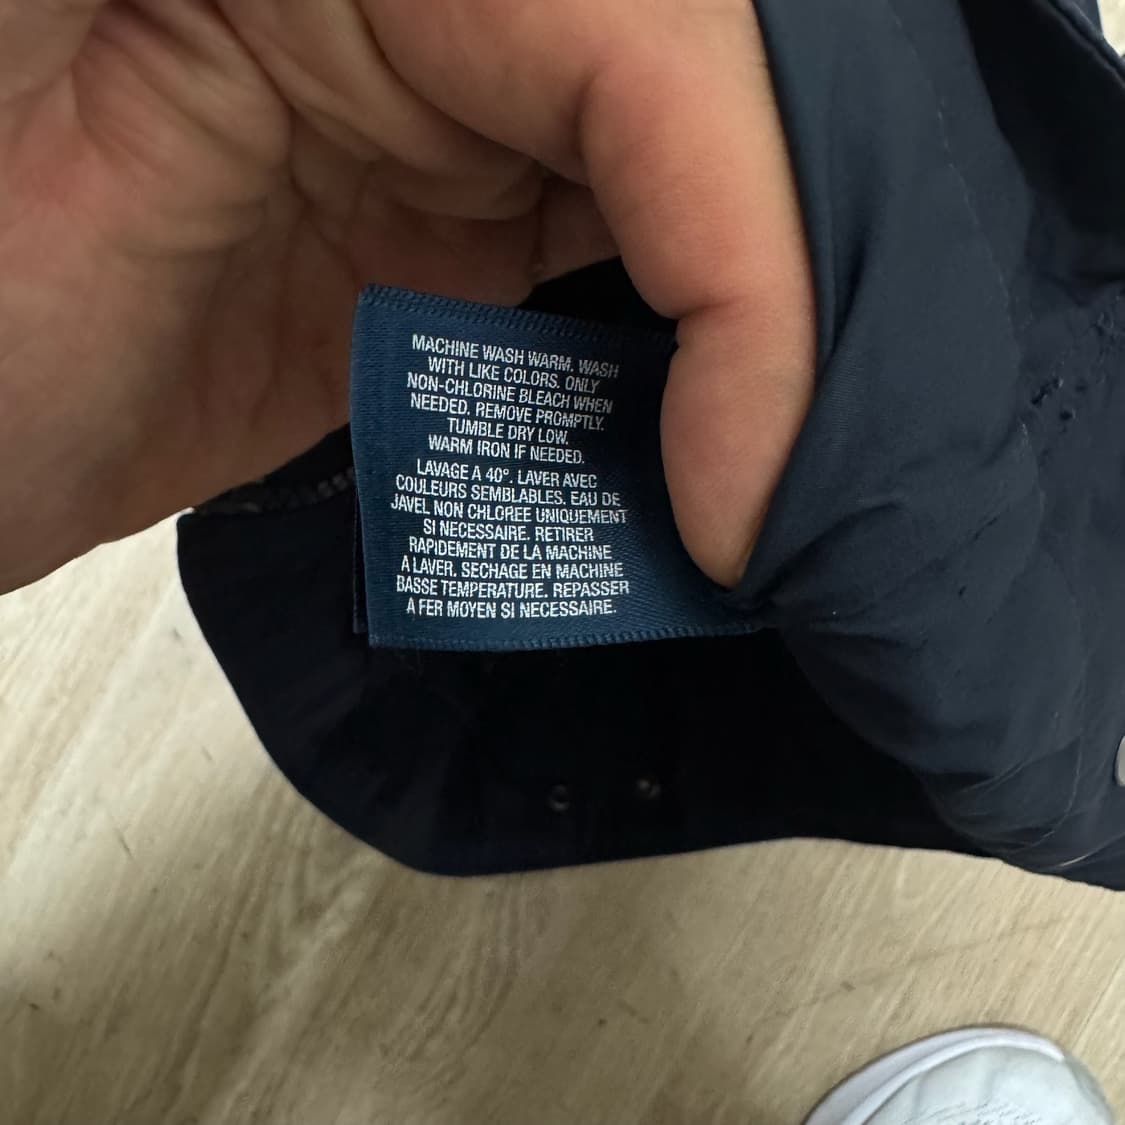 MACHINE WASH WARM. WASH
WITH LIKE COLORS. ONLY
NON-CHLORINE BLEACH WHEN
NEEDED. REMOVE PROMPTLY.
TUMBLE DRY LOW.
WARM IRON IF NEEDED.
LAVAGE A 40°. LAVER AVEC
COULEURS SEMBLABLES. EAU DE
JAVEL NON CHLOREE UNIQUEMENT
SI NECESSAIRE. RETIRER
RAPIDEMENT DE LA MACHINE
A LAVER. SECHAGE EN MACHINE
BASSE TEMPERATURE. REPASSER
A FER MOYEN SI NECESSAIRE.